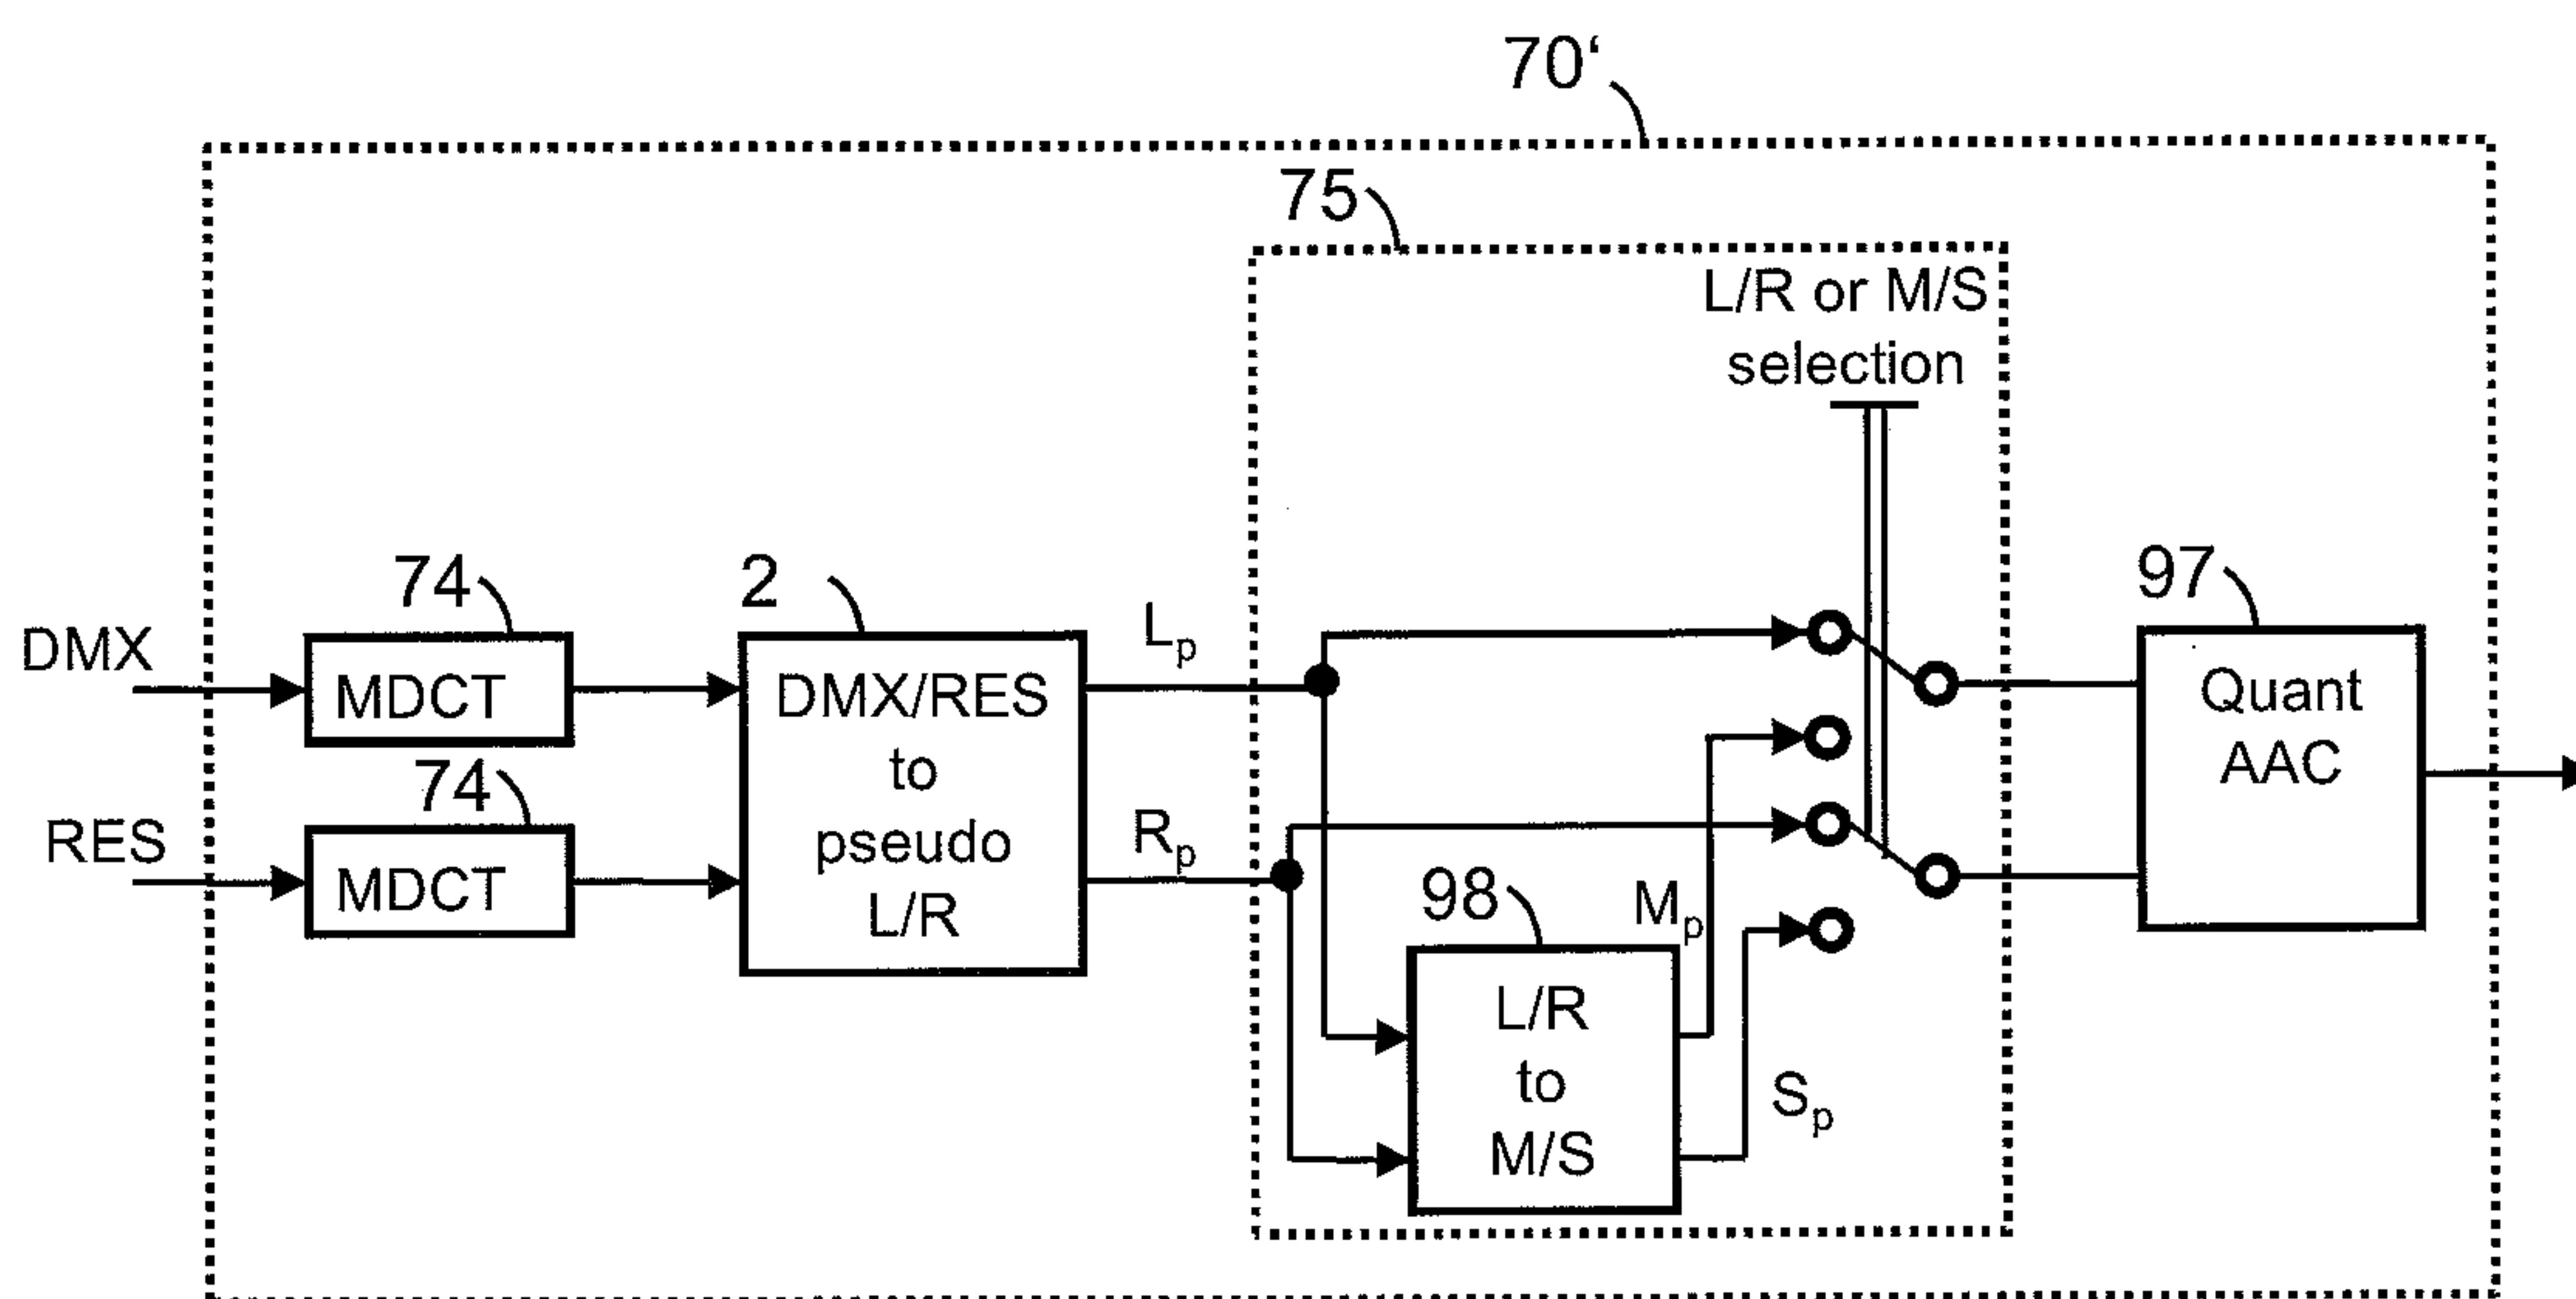 70‘
75
L/R or M/S
selection
74
2
97
DMX
MDCT
DMX/RES
to
pseudo
L/R
Lp
Quant
AAC
74
RES
MDCT
Rp
98
Mp
L/R
to
M/S
Sp